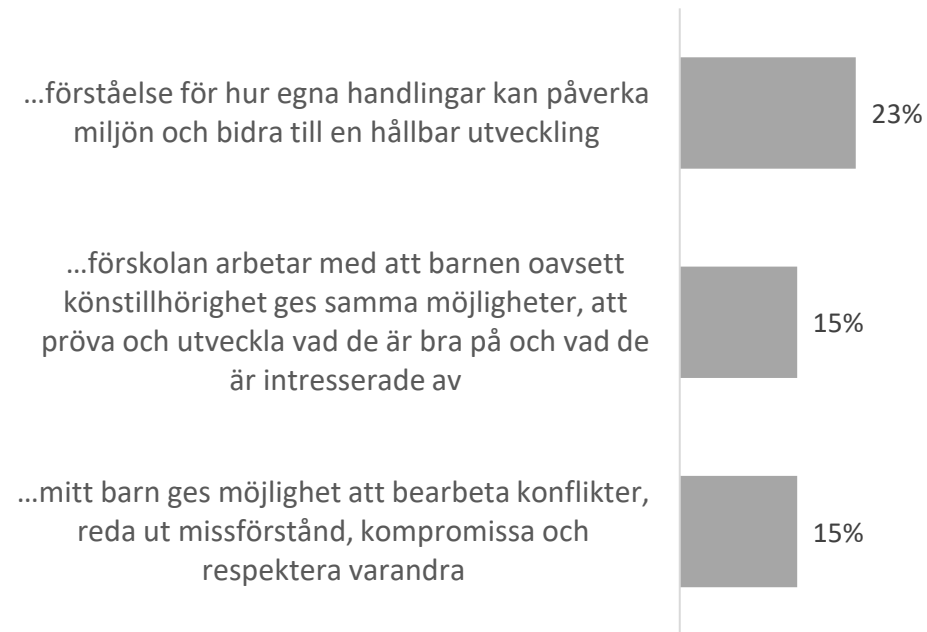 ...förståelse för hur egna handlingar kan påverka
miljön och bidra till en hållbar utveckling
23%
...förskolan arbetar med att barnen oavsett
könstillhörighet ges samma möjligheter, att
pröva och utveckla vad de är bra på och vad de
är intresserade av
15%
...mitt barn ges möjlighet att bearbeta konflikter,
reda ut missförstånd, kompromissa och
respektera varandra
15%